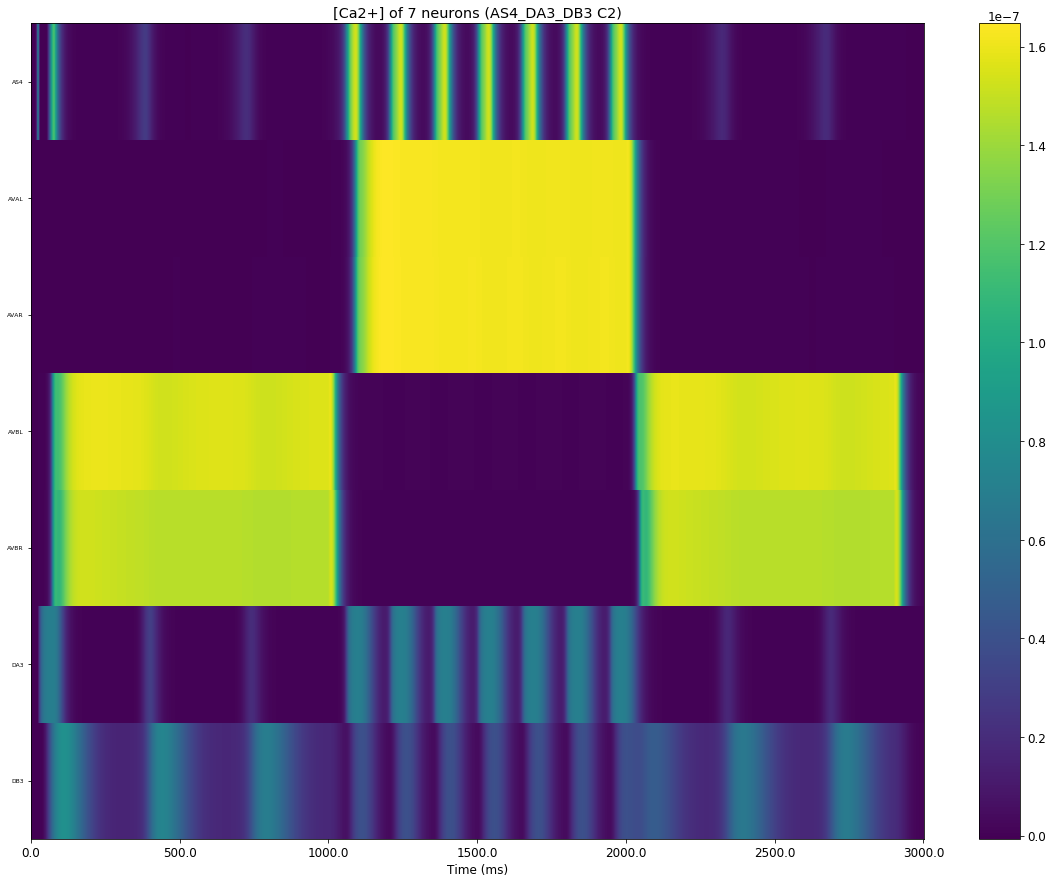 [Ca2+] of 7 neurons (AS4_DA3_DB3 C2)
1e−7
AS4
AVAL
AVAR
AVBL
AVBR
DA3
DB3
1.6
1.4
1.2
1.0
0.8
0.6
0.4
0.2
0.0
0.0 500.0 1000.0 1500.0 2000.0 2500.0 3000.0
Time (ms)